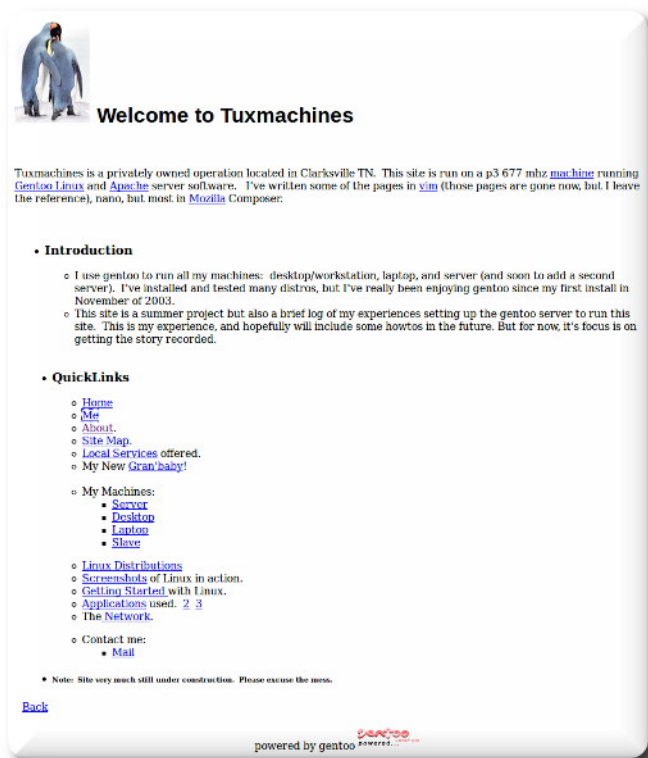 Welcome to Tuxmachines
Tuxmachines is a privately owned operation located in Clarksville TN. This site is run on a p3 677 mhz machine running
Gentoo Linux and Apache server software. I've written some of the pages in vim (those pages are gone now, but I leave
the reference), nano, but most in Mozilla Composer.
Introduction
I use gentoo to run all my machines: desktop/workstation, laptop, and server (and soon to add a second
server). I've installed and tested many distros, but I've really been enjoying gentoo since my first install in
November of 2003.
This site is a summer project but also a brief log of my experiences setting up the gentoo server to run this
site. This is my experience, and hopefully will include some howtos in the future. But for now, it's focus is on
getting the story recorded.
QuickLinks
Home
Me
About.
Site Map.
Local Services offered.
My New Gran'baby!
My Machines:
Server
Desktop
Laptop
Slave
Linux Distributions
Screenshots of Linux in action.
Getting Started with Linux.
Applications used. 2 3
The Network.
Contact me:
Mail
Note: Site very much still under construction. Please excuse the mess.
Back
powered by gentoo
gentoo
powered...